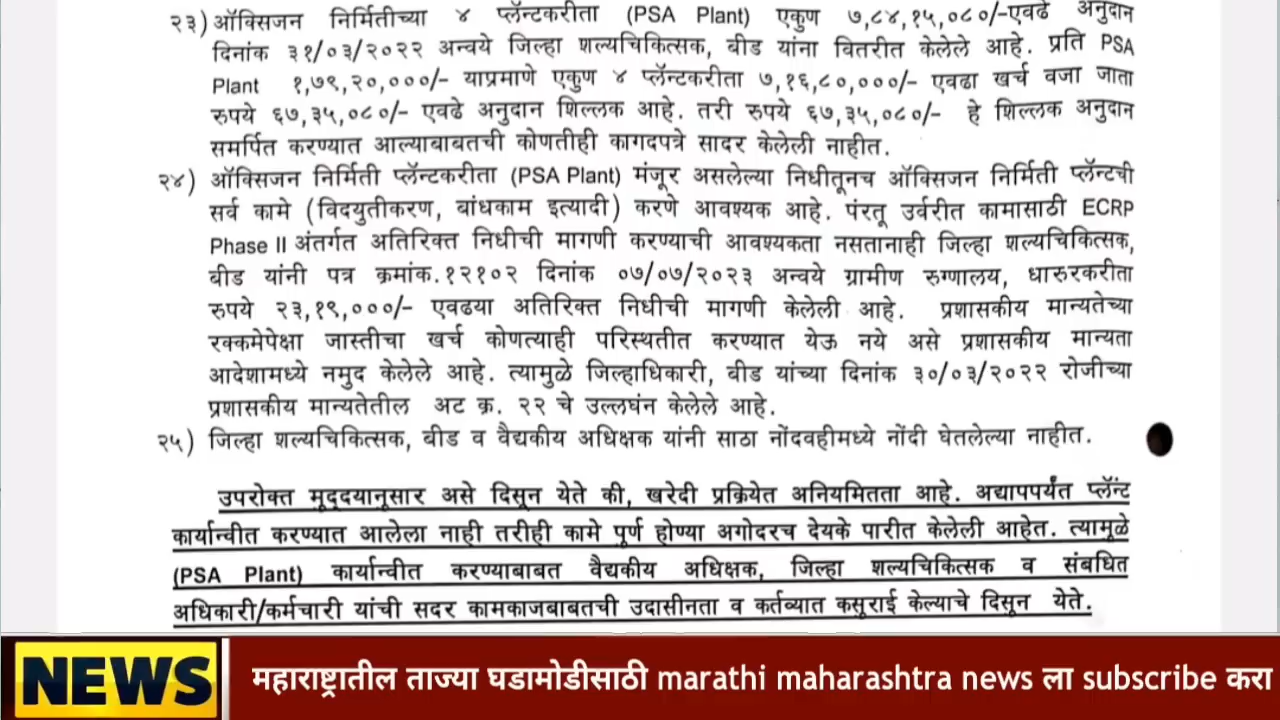 २३) ऑक्सिजन निर्मितीच्या ४ प्लॅन्टकरीता (PSA Plant) एकुण ७,८४,१५,०८०/-एवढे अनुदान
दिनांक ३१/०३/२०२२ अन्वये जिल्हा शल्यचिकित्सक, बीड यांना वितरीत केलेले आहे. प्रति PSA
Plant १,७९,२०,०००/- याप्रमाणे एकुण ४ प्लॅन्टकरीता ७,१६,८०,०००/- एवढा खर्च वजा जाता
रुपये ६७,३५,०८०/- एवढे अनुदान शिल्लक आहे. तरी रुपये ६७,३५,०८०/- हे शिल्लक अनुदान
समर्पित करण्यात आल्याबाबतची कोणतीही कागदपत्रे सादर केलेली नाहीत.
२४) ऑक्सिजन निर्मिती प्लॅन्टकरीता (PSA Plant) मंजूर असलेल्या निधीतूनच ऑक्सिजन निर्मिती प्लॅन्टची
सर्व कामे (विदयुतीकरण, बांधकाम इत्यादी) करणे आवश्यक आहे. पंरतू उर्वरीत कामासाठी ECRP
Phase II अंतर्गत अतिरिक्त निधीची मागणी करण्याची आवश्यकता नसतानाही जिल्हा शल्यचिकित्सक,
बीड यांनी पत्र क्रमांक.१२१०२ दिनांक ०७/०७/२०२३ अन्वये ग्रामीण रुग्णालय, धारुरकरीता
रुपये २३,१९,०००/- एवढया अतिरिक्त निधीची मागणी केलेली आहे. प्रशासकीय मान्यतेच्या
रक्कमेपेक्षा जास्तीचा खर्च कोणत्याही परिस्थतीत करण्यात येऊ नये असे प्रशासकीय मान्यता
आदेशामध्ये नमुद केलेले आहे. त्यामुळे जिल्हाधिकारी, बीड यांच्या दिनांक ३०/०३/२०२२ रोजीच्या
प्रशासकीय मान्यतेतील अट क्र. २२ चे उल्लघंन केलेले आहे.
२५) जिल्हा शल्यचिकित्सक, बीड व वैद्यकीय अधिक्षक यांनी साठा नोंदवहीमध्ये नोंदी घेतलेल्या नाहीत.
उपरोक्त मूद्दयानुसार असे दिसून येते की, खरेदी प्रक्रियेत अनियमितता आहे. अद्यापपर्यंत प्लॅन्ट
कार्यान्वीत करण्यात आलेला नाही तरीही कामे पूर्ण होण्या अगोदरच देयके पारीत केलेली आहेत. त्यामूळे
(PSA Plant) कार्यान्वीत करण्याबाबत वैद्यकीय अधिक्षक, जिल्हा शल्यचिकित्सक व संबधित
अधिकारी/कर्मचारी यांची सदर कामकाजबाबतची उदासीनता व कर्तव्यात कसूराई केल्याचे दिसून येते.
NEWS महाराष्ट्रातील ताज्या घडामोडीसाठी marathi maharashtra news ला subscribe करा